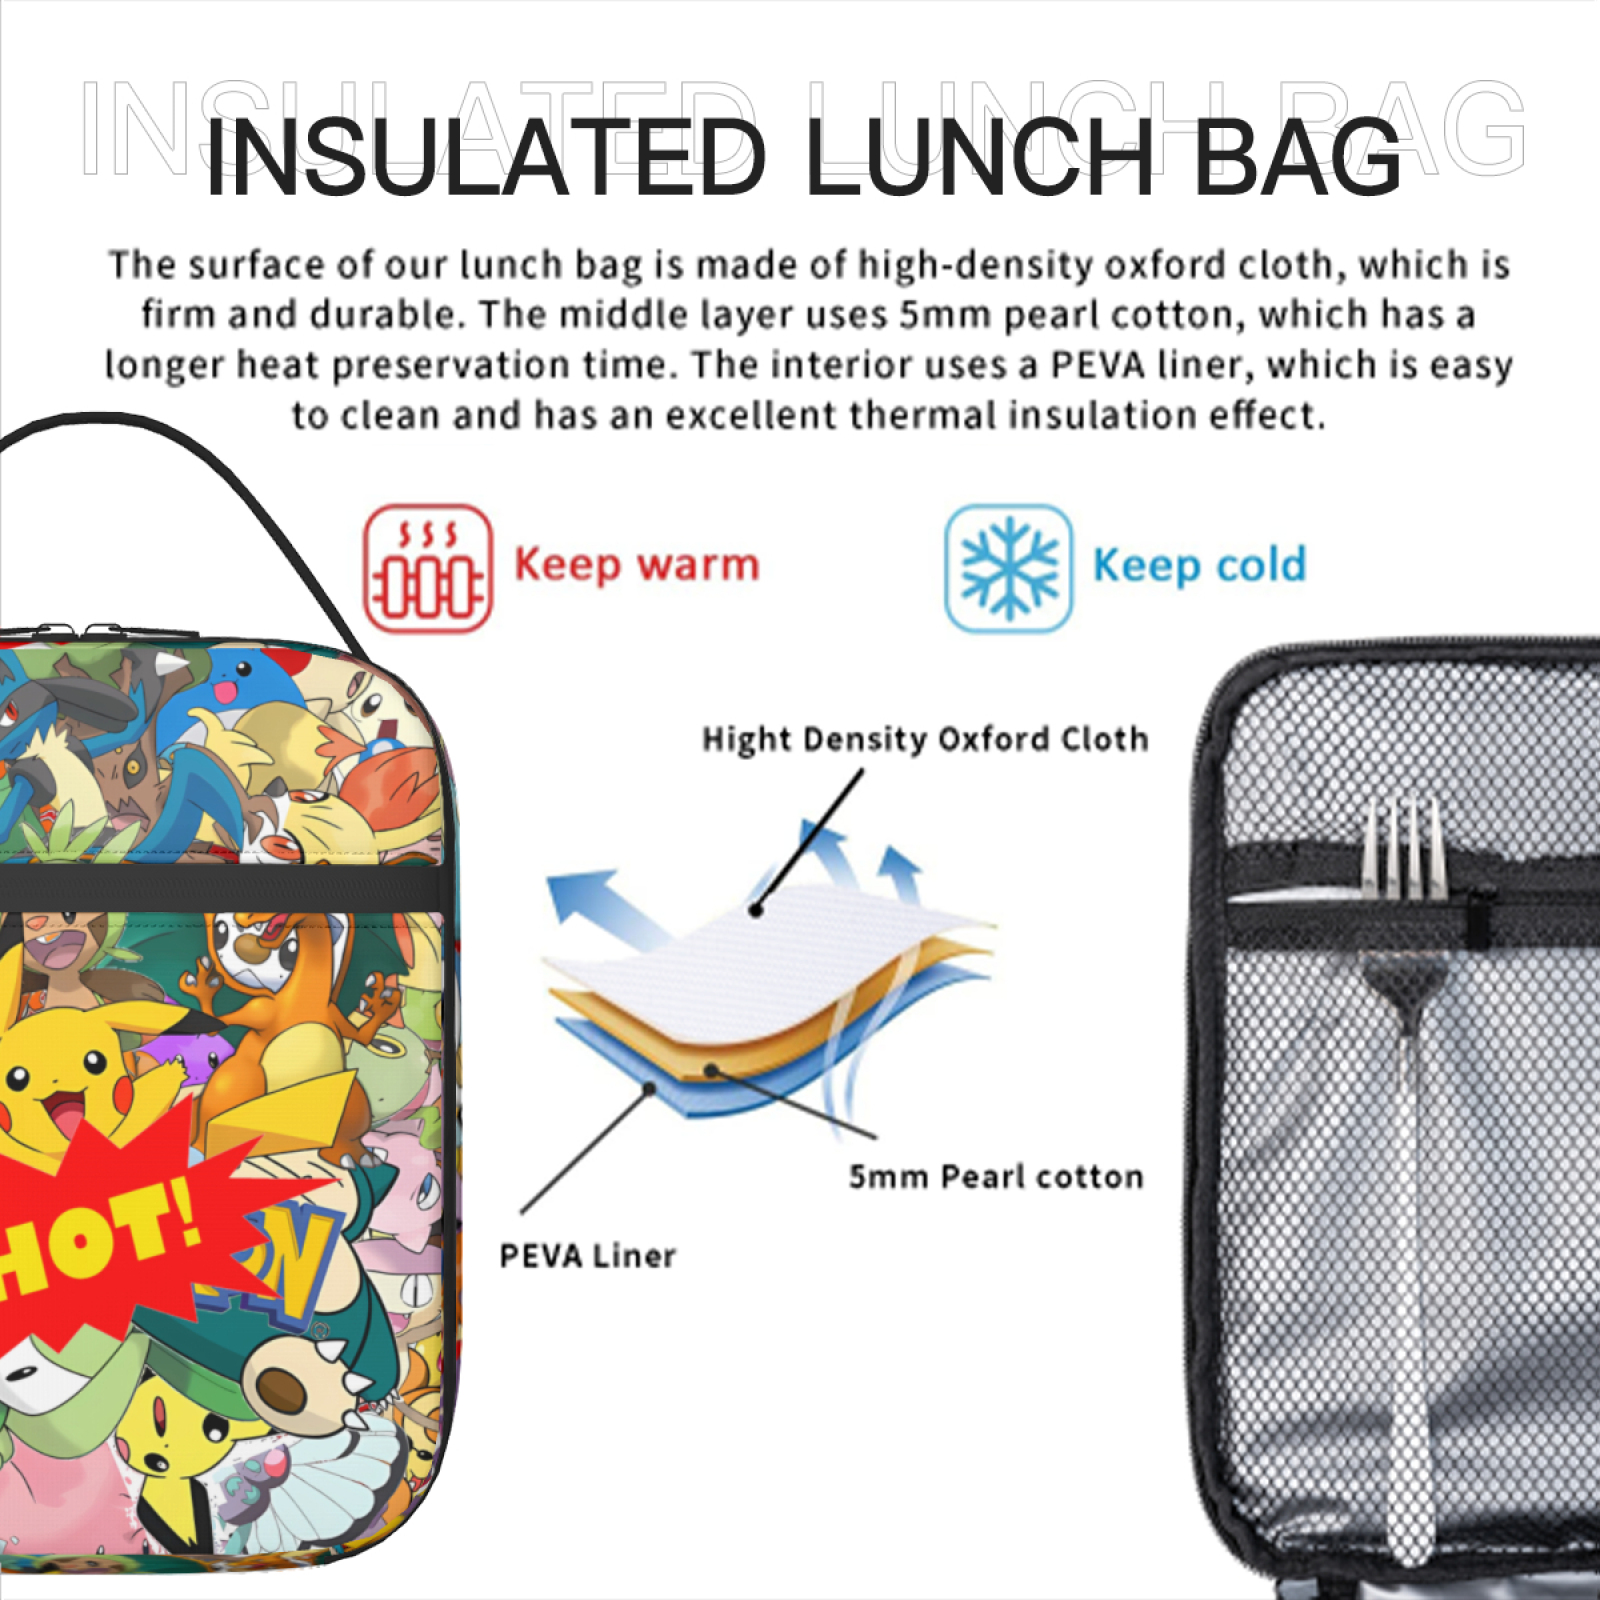 INSULATED LUNCH BAG
INSULATED LUNCH BAG
The surface of our lunch bag is made of high-density oxford cloth, which is
firm and durable. The middle layer uses 5mm pearl cotton, which has a
longer heat preservation time. The interior uses a PEVA liner, which is easy
to clean and has an excellent thermal insulation effect.
Keep warm
Keep cold
Hight Density Oxford Cloth
5mm Pearl cotton
PEVA Liner
HOT!